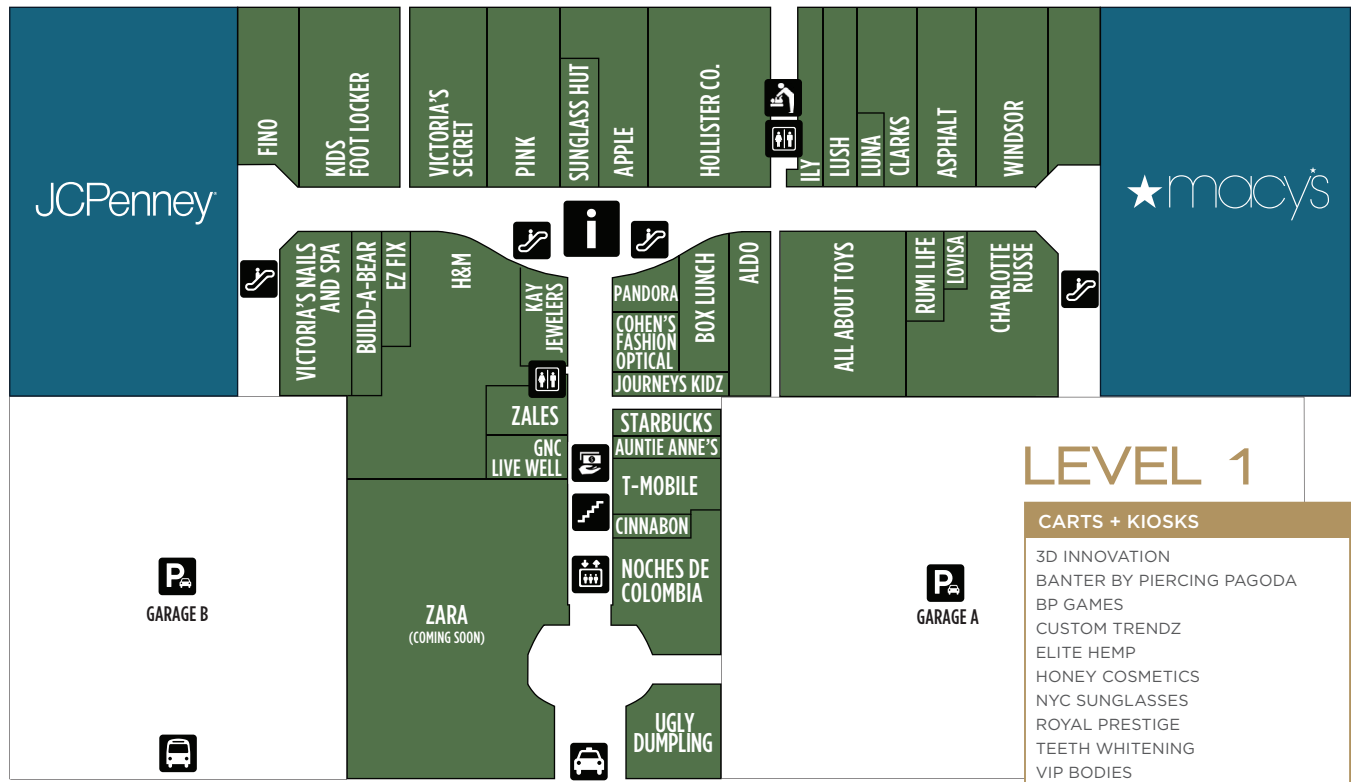 JCPenney
FINO
KIDS
FOOT LOCKER
VICTORIA'S
SECRET
PINK
SUNGLASS HUT
APPLE
HOLLISTER CO.
ILY
LUSH
LUNA
CLARKS
ASPHALT
WINDSOR
macy's
i
VICTORIA'S NAILS
AND SPA
BUILD-A-BEAR
EZ FIX
H&M
KAY
JEWELERS
PANDORA
COHEN'S
FASHION
OPTICAL
BOX LUNCH
ALDO
JOURNEYS KIDZ
ALL ABOUT TOYS
RUMI LIFE
LOVISA
CHARLOTTE
RUSSE
ZALES
GNC
LIVE WELL
STARBUCKS
AUNTIE ANNE'S
T-MOBILE
CINNABON
NOCHES DE
COLOMBIA
ZARA
(COMING SOON)
UGLY
DUMPLING
P
GARAGE B
P
GARAGE A
LEVEL 1
CARTS + KIOSKS
3D INNOVATION
BANTER BY PIERCING PAGODA
BP GAMES
CUSTOM TRENDZ
ELITE HEMP
HONEY COSMETICS
NYC SUNGLASSES
ROYAL PRESTIGE
TEETH WHITENING
VIP BODIES